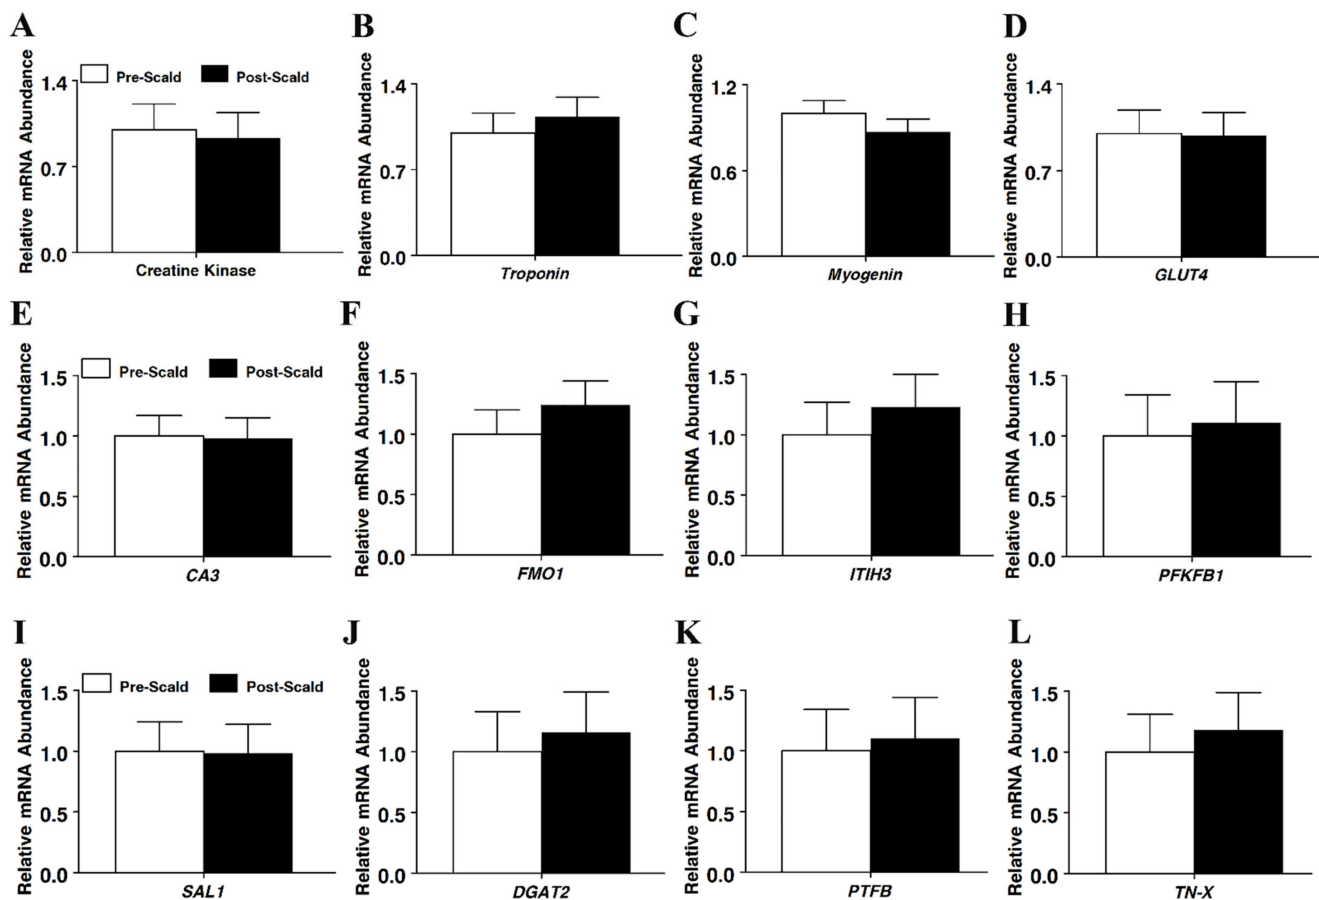 A
Relative mRNA Abundance
1.4
0.7
0.0
Pre-Scald
Post-Scald
Creatine Kinase
B
Relative mRNA Abundance
1.4
0.7
0.0
Troponin
C
Relative mRNA Abundance
1.2
0.6
0.0
Myogenin
D
Relative mRNA Abundance
1.4
0.7
0.0
GLUT4
E
Relative mRNA Abundance
1.5
1.0
0.5
0.0
Pre-Scald
Post-Scald
CA3
F
Relative mRNA Abundance
1.5
1.0
0.5
0.0
FMO1
G
Relative mRNA Abundance
1.5
1.0
0.5
0.0
ITIH3
H
Relative mRNA Abundance
1.5
1.0
0.5
0.0
PFKFB1
I
Relative mRNA Abundance
1.5
1.0
0.5
0.0
Pre-Scald
Post-Scald
SAL1
J
Relative mRNA Abundance
1.5
1.0
0.5
0.0
DGAT2
K
Relative mRNA Abundance
1.5
1.0
0.5
0.0
PTFB
L
Relative mRNA Abundance
1.5
1.0
0.5
0.0
TN-X